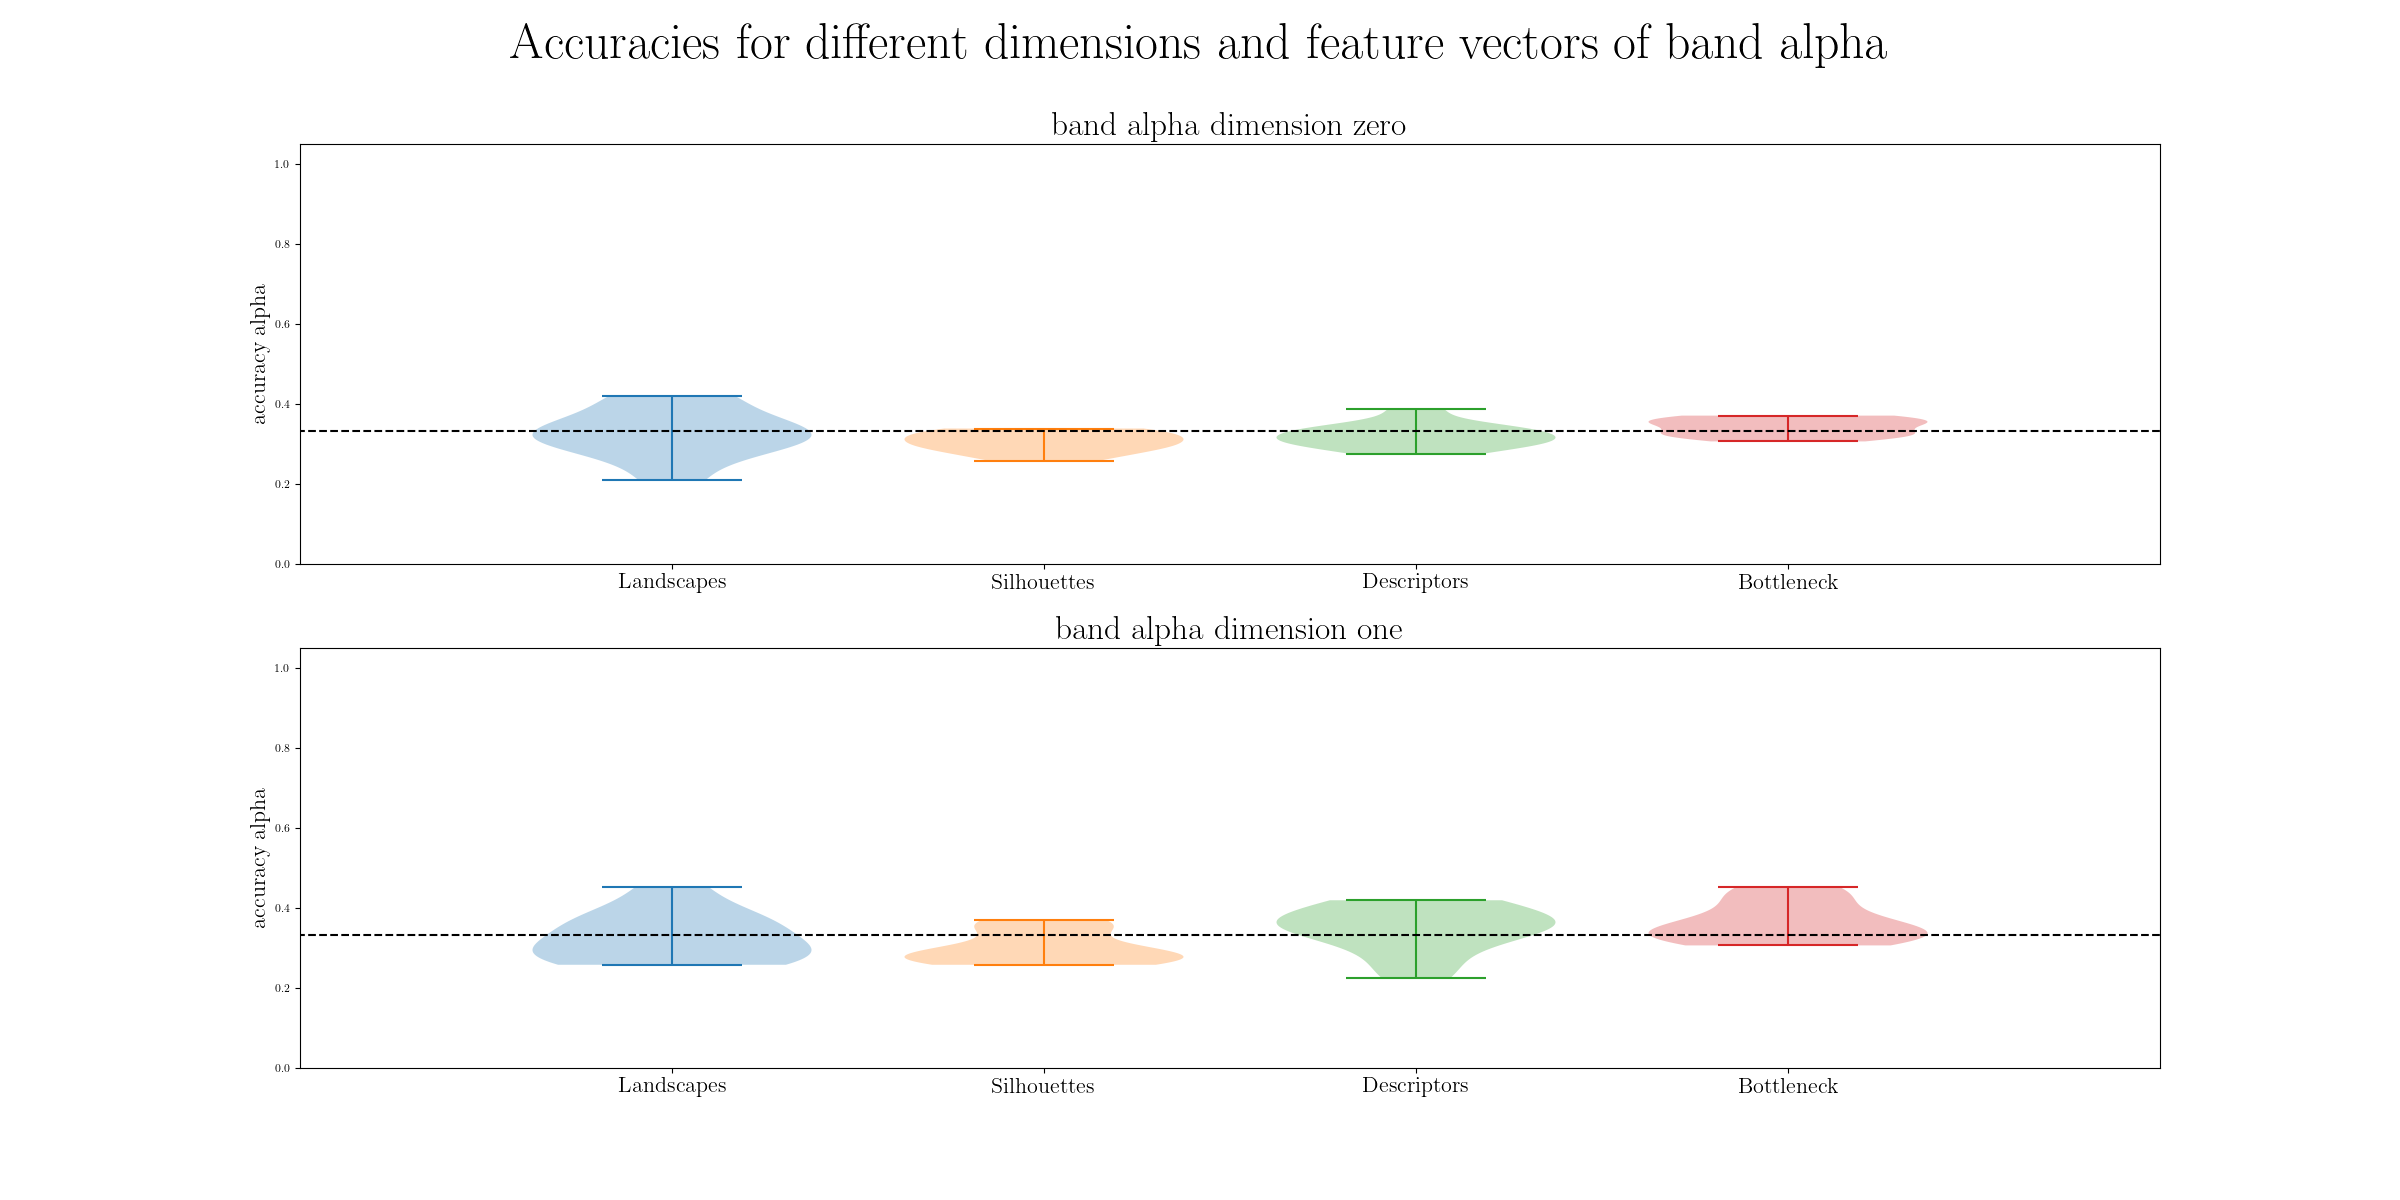 Accuracies for different dimensions and feature vectors of band alpha
band alpha dimension zero
1.0
0.8
0.6
0.4
0.2
0.0
accuracy alpha
Landscapes Silhouettes Descriptors Bottleneck
band alpha dimension one
1.0
0.8
0.6
0.4
0.2
0.0
accuracy alpha
Landscapes Silhouettes Descriptors Bottleneck